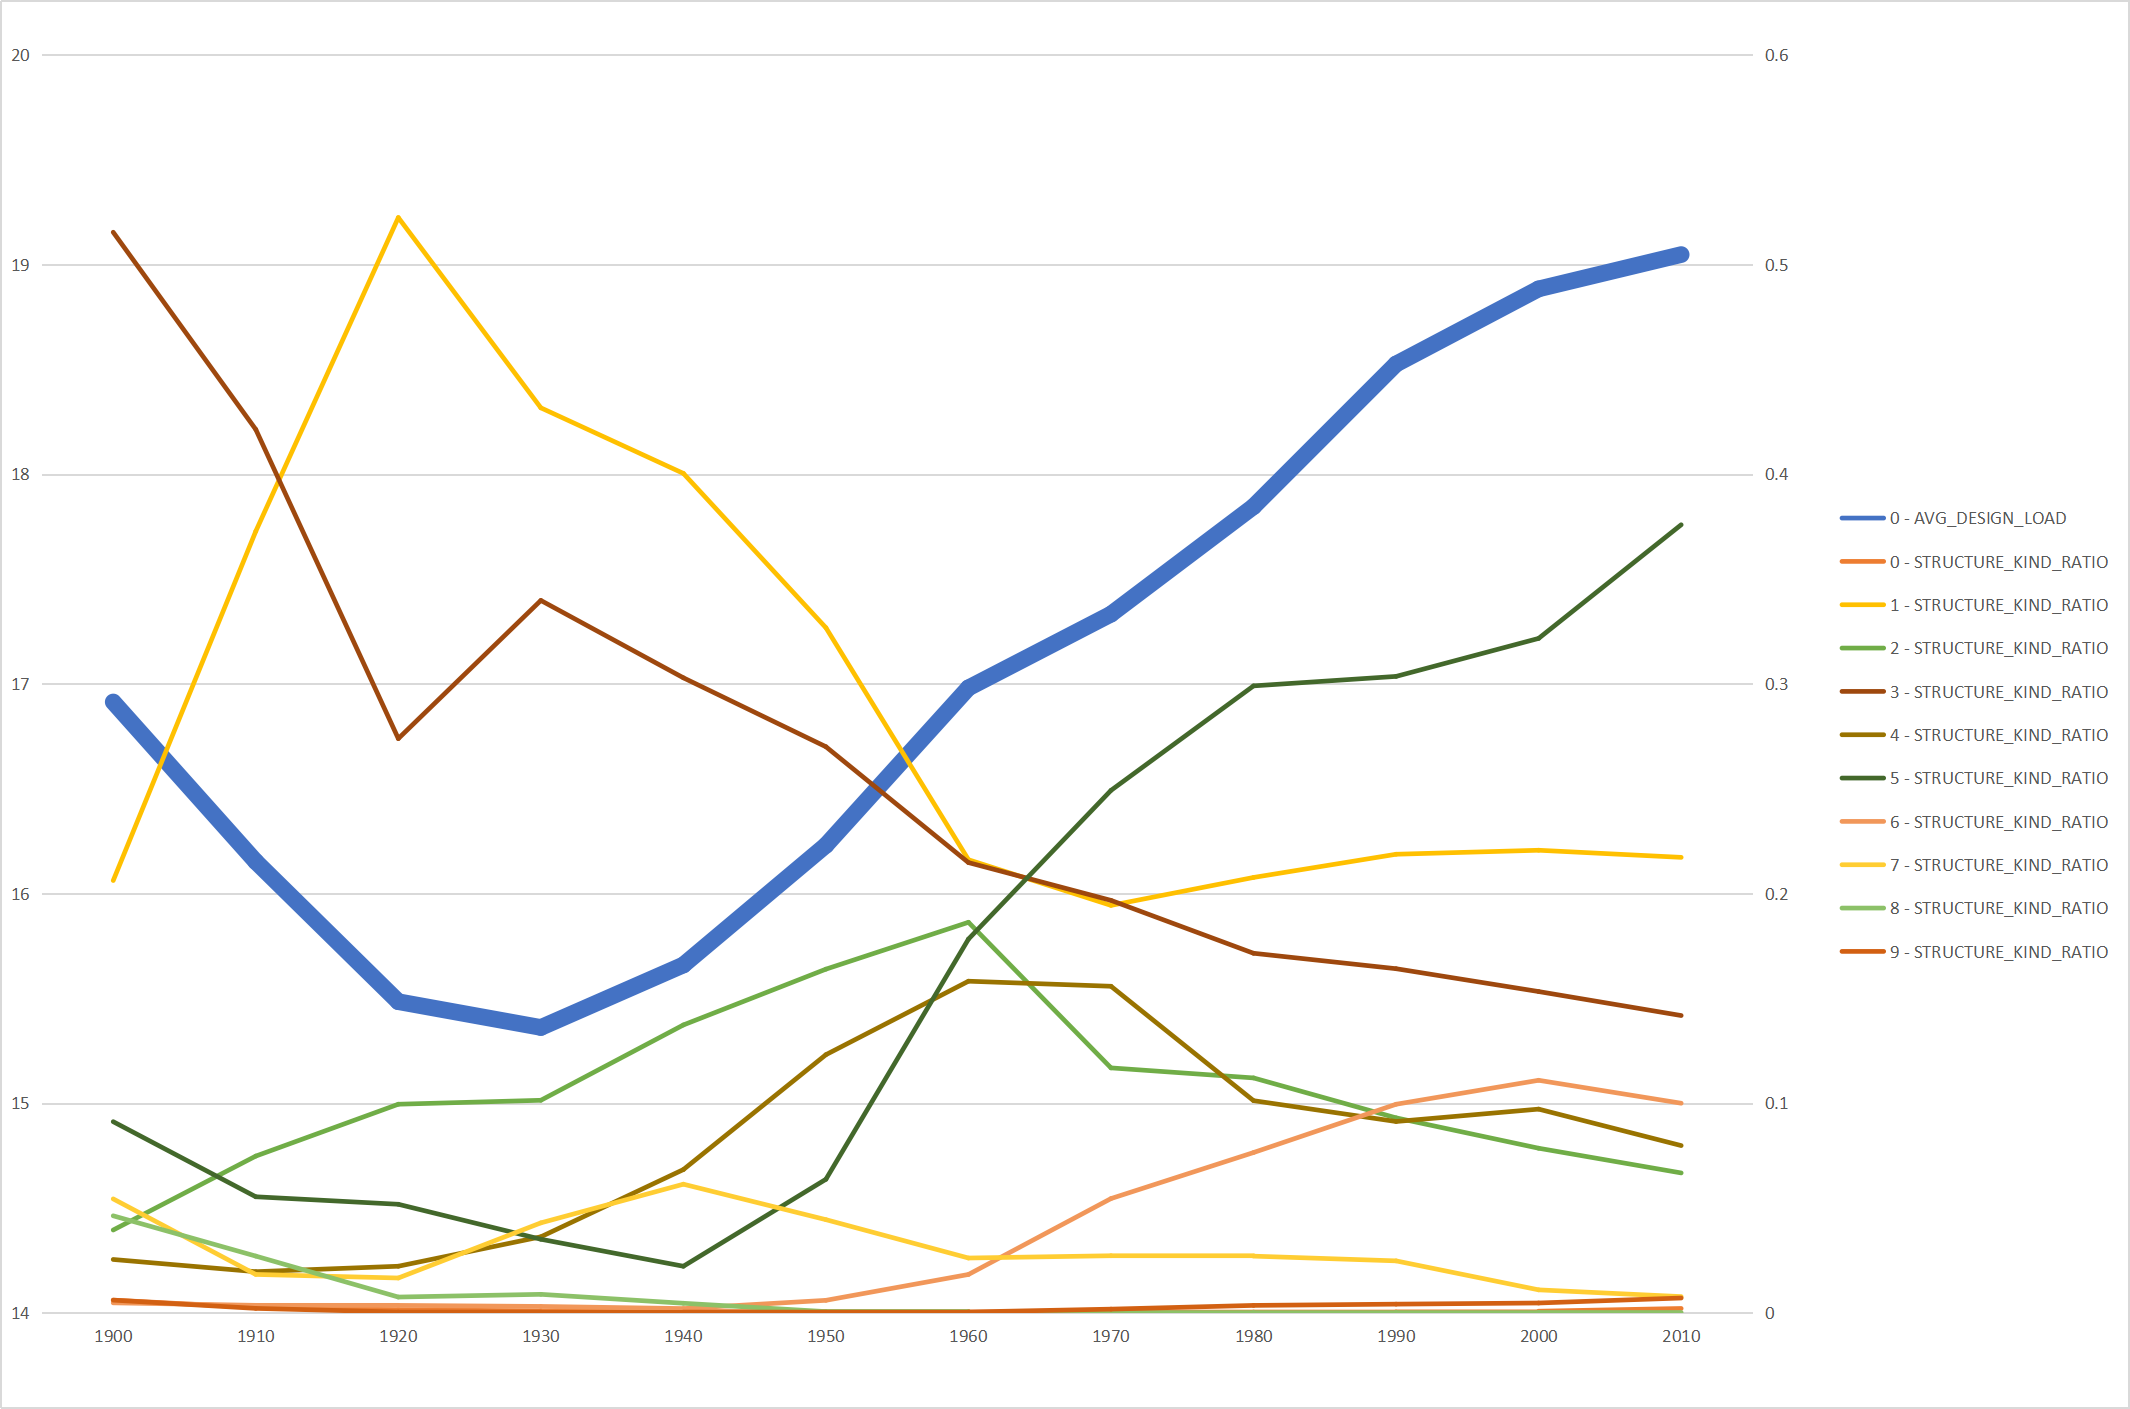 20
19
18
17
16
15
14
0.6
0.5
0.4
0.3
0.2
0.1
0
1900 1910 1920 1930 1940 1950 1960 1970 1980 1990 2000 2010
0 - AVG_DESIGN_LOAD
0 - STRUCTURE_KIND_RATIO
1 - STRUCTURE_KIND_RATIO
2 - STRUCTURE_KIND_RATIO
3 - STRUCTURE_KIND_RATIO
4 - STRUCTURE_KIND_RATIO
5 - STRUCTURE_KIND_RATIO
6 - STRUCTURE_KIND_RATIO
7 - STRUCTURE_KIND_RATIO
8 - STRUCTURE_KIND_RATIO
9 - STRUCTURE_KIND_RATIO